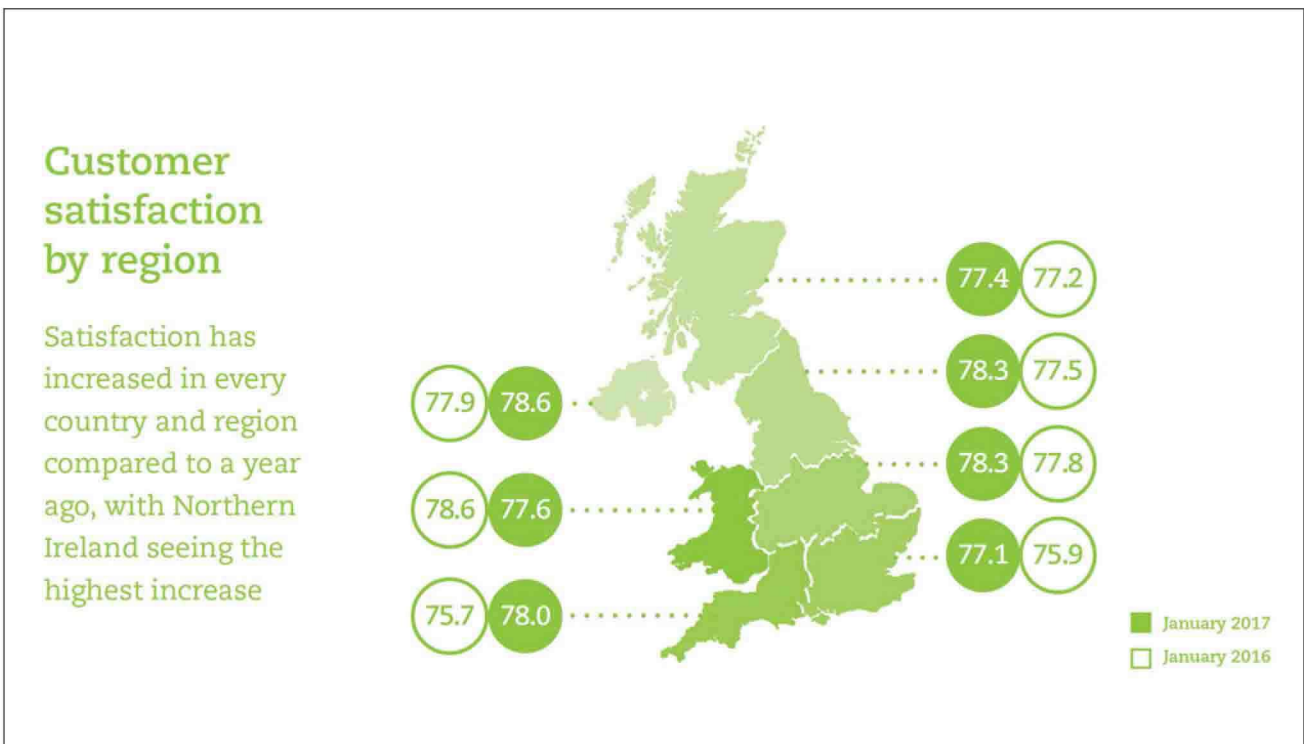 Customer
satisfaction
by region
Satisfaction has
increased in every
country and region
compared to a year
ago, with Northern
Ireland seeing the
highest increase
77.9 78.6
78.6 77.6
75.7 78.0
77.4 77.2
78.3 77.5
78.3 77.8
77.1 75.9
January 2017
January 2016